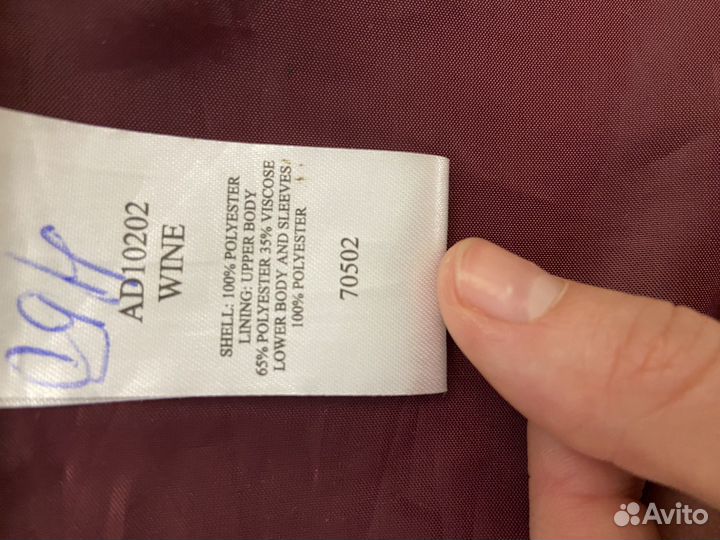 AD10202
WINE
SHELL: 100% POLYESTER
LINING: UPPER BODY
65% POLYESTER 35% VISCOSE
LOWER BODY AND SLEEVES
100% POLYESTER
70502
Avito